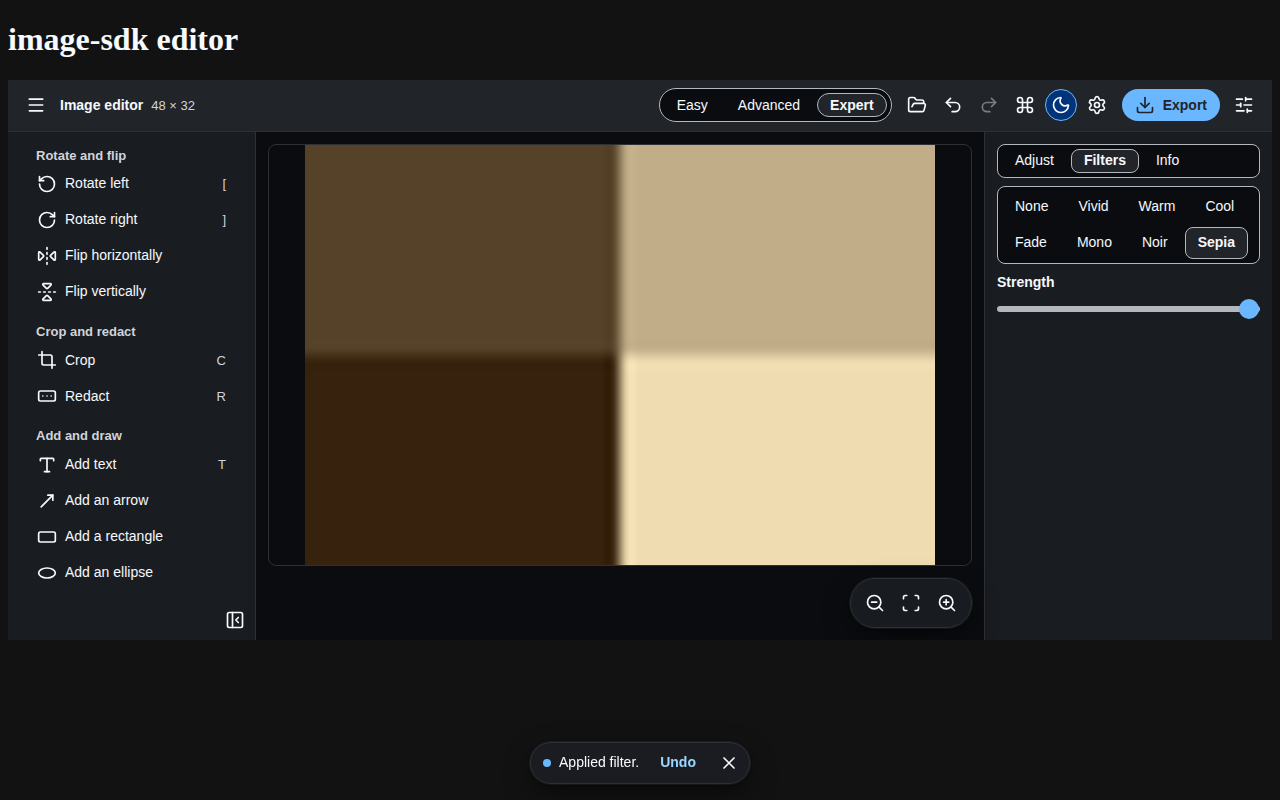 image-sdk editor
Image editor 48 × 32
Easy Advanced Expert
Export
Rotate and flip
Rotate left [
Rotate right ]
Flip horizontally
Flip vertically
Crop and redact
Crop C
Redact R
Add and draw
Add text T
Add an arrow
Add a rectangle
Add an ellipse
Adjust Filters Info
None Vivid Warm Cool
Fade Mono Noir Sepia
Strength
Applied filter. Undo